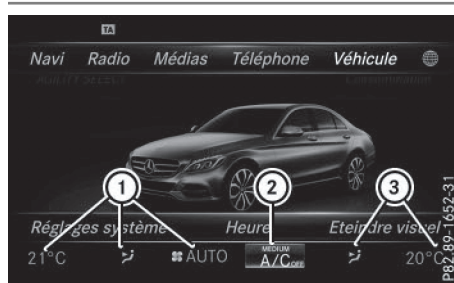 TA
Navi Radio Médias Téléphone Véhicule
1 2 3
Réglages système Heure Eteindre visuel
21°C AUTO MEDIUM A/C OFF 20°C
P82.89-1652-31